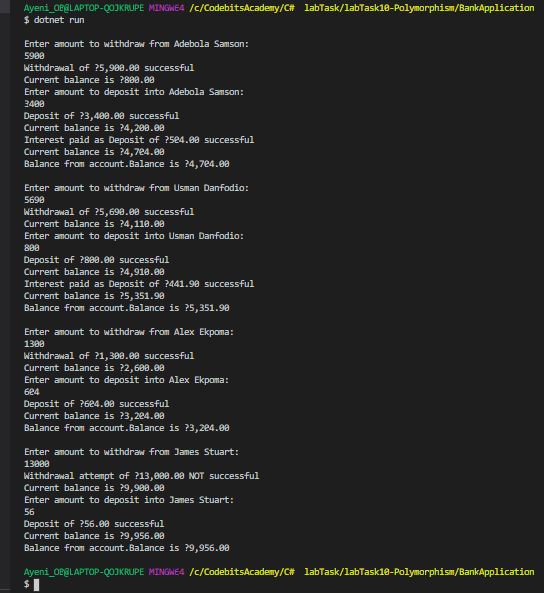 Ayeni_OB@LAPTOP-QOJKRUPE MINGW64 /c/CodebitsAcademy/C#  labTask/labTask10-Polymorphism/BankApplication
$ dotnet run

Enter amount to withdraw from Adebola Samson:
5900
Withdrawal of ?5,900.00 successful
Current balance is ?800.00
Enter amount to deposit into Adebola Samson:
3400
Deposit of ?3,400.00 successful
Current balance is ?4,200.00
Interest paid as Deposit of ?504.00 successful
Current balance is ?4,704.00
Balance from account.Balance is ?4,704.00

Enter amount to withdraw from Usman Danfodio:
5690
Withdrawal of ?5,690.00 successful
Current balance is ?4,110.00
Enter amount to deposit into Usman Danfodio:
800
Deposit of ?800.00 successful
Current balance is ?4,910.00
Interest paid as Deposit of ?441.90 successful
Current balance is ?5,351.90
Balance from account.Balance is ?5,351.90

Enter amount to withdraw from Alex Ekpoma:
1300
Withdrawal of ?1,300.00 successful
Current balance is ?2,600.00
Enter amount to deposit into Alex Ekpoma:
604
Deposit of ?604.00 successful
Current balance is ?3,204.00
Balance from account.Balance is ?3,204.00

Enter amount to withdraw from James Stuart:
13000
Withdrawal attempt of ?13,000.00 NOT successful
Current balance is ?9,900.00
Enter amount to deposit into James Stuart:
56
Deposit of ?56.00 successful
Current balance is ?9,956.00
Balance from account.Balance is ?9,956.00

Ayeni_OB@LAPTOP-QOJKRUPE MINGW64 /c/CodebitsAcademy/C#  labTask/labTask10-Polymorphism/BankApplication
$